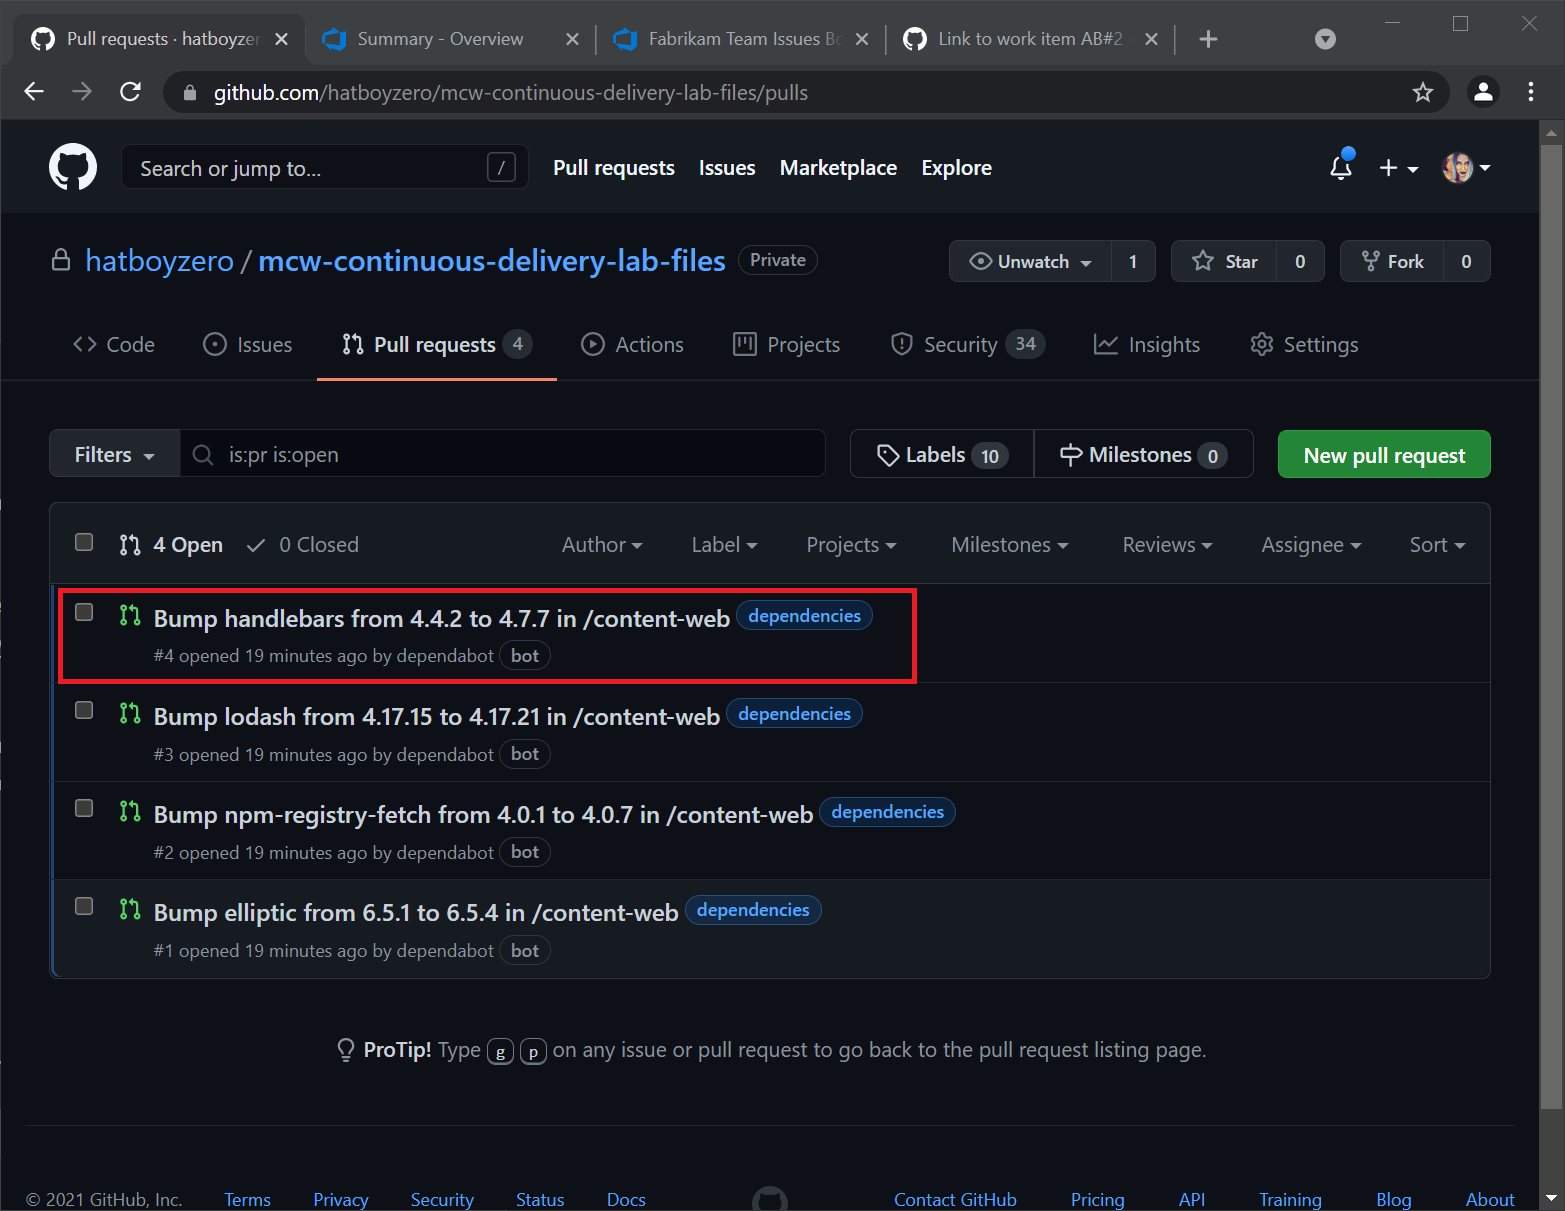 Pull requests · hatboyzer
Summary - Overview
Fabrikam Team Issues Bo
Link to work item AB#2
github.com/hatboyzero/mcw-continuous-delivery-lab-files/pulls
Search or jump to... /
Pull requests Issues Marketplace Explore
hatboyzero / mcw-continuous-delivery-lab-files Private
Unwatch 1 Star 0 Fork 0
Code Issues Pull requests 4 Actions Projects Security 34 Insights Settings
Filters is:pr is:open Labels 10 Milestones 0 New pull request
4 Open 0 Closed Author Label Projects Milestones Reviews Assignee Sort
Bump handlebars from 4.4.2 to 4.7.7 in /content-web dependencies
#4 opened 19 minutes ago by dependabot bot
Bump lodash from 4.17.15 to 4.17.21 in /content-web dependencies
#3 opened 19 minutes ago by dependabot bot
Bump npm-registry-fetch from 4.0.1 to 4.0.7 in /content-web dependencies
#2 opened 19 minutes ago by dependabot bot
Bump elliptic from 6.5.1 to 6.5.4 in /content-web dependencies
#1 opened 19 minutes ago by dependabot bot
ProTip! Type g p on any issue or pull request to go back to the pull request listing page.
© 2021 GitHub, Inc. Terms Privacy Security Status Docs Contact GitHub Pricing API Training Blog About